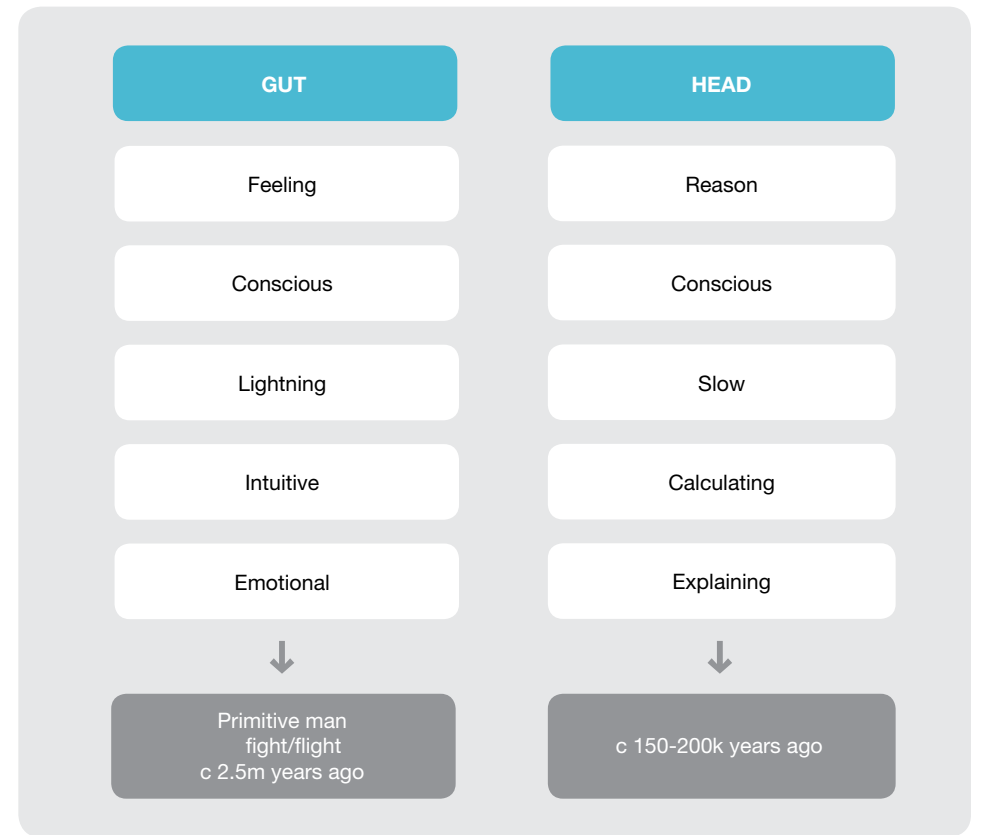 GUT
HEAD
Feeling
Reason
Conscious
Conscious
Lightning
Slow
Intuitive
Calculating
Emotional
Explaining
Primitive man
fight/flight
c 2.5m years ago
c 150-200k years ago